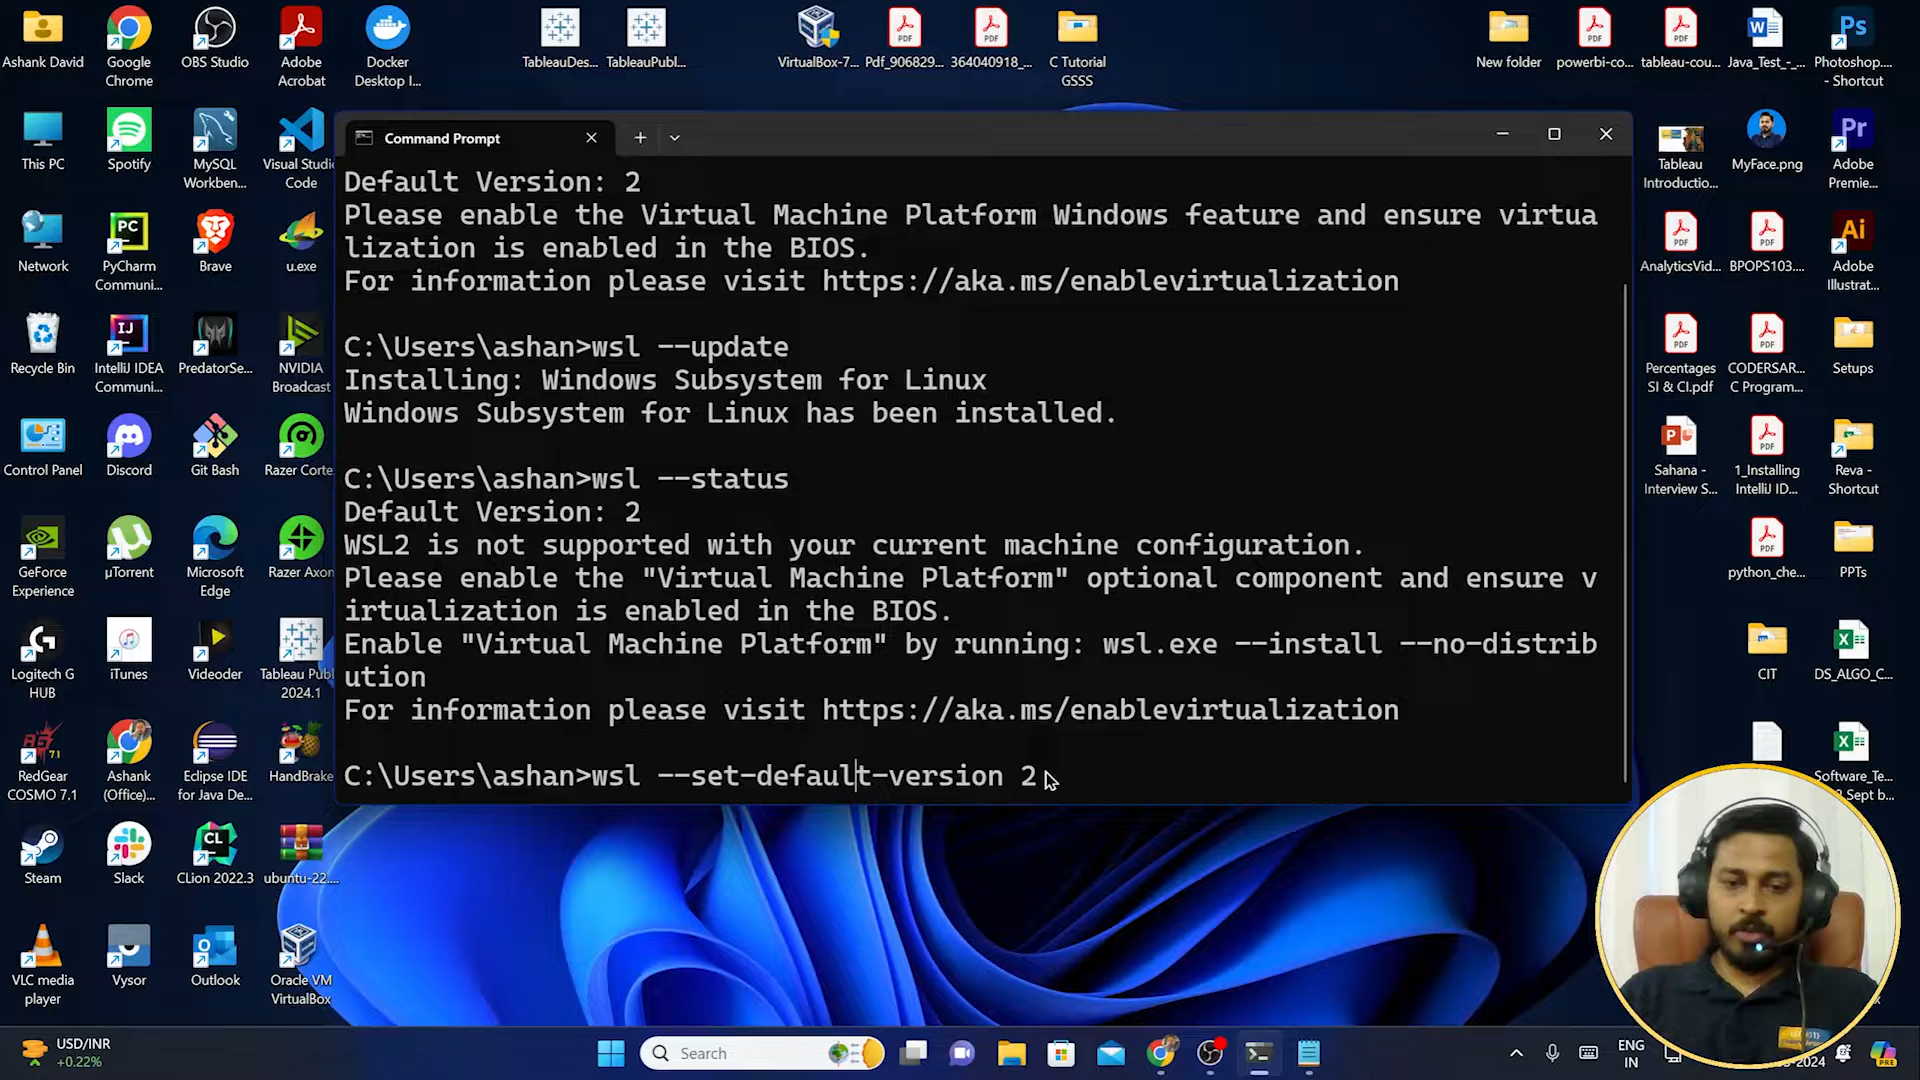 Ashank David
Google Chrome
OBS Studio
Adobe Acrobat
Docker Desktop I...
TableauDes...
TableauPubl...
VirtualBox-7...
Pdf_906829...
364040918_...
C Tutorial GSSS
New folder
powerbi-co...
tableau-cou...
Java_Test_-_...
Photoshop.... - Shortcut
This PC
Spotify
MySQL Workben...
Visual Studio Code
Command Prompt
Tableau Introductio...
MyFace.png
Adobe Premie...
Default Version: 2
Please enable the Virtual Machine Platform Windows feature and ensure virtua
lization is enabled in the BIOS.
For information please visit https://aka.ms/enablevirtualization
C:\Users\ashan>wsl --update
Installing: Windows Subsystem for Linux
Windows Subsystem for Linux has been installed.
C:\Users\ashan>wsl --status
Default Version: 2
WSL2 is not supported with your current machine configuration.
Please enable the "Virtual Machine Platform" optional component and ensure v
irtualization is enabled in the BIOS.
Enable "Virtual Machine Platform" by running: wsl.exe --install --no-distrib
ution
For information please visit https://aka.ms/enablevirtualization
C:\Users\ashan>wsl --set-default-version 2
Network
PyCharm Communi...
Brave
u.exe
AnalyticsVid...
BPOPS103....
Adobe Illustrat...
Recycle Bin
IntelliJ IDEA Communi...
PredatorSe...
NVIDIA Broadcast
Percentages SI & CI.pdf
CODERSAR... C Program...
Setups
Control Panel
Discord
Git Bash
Razer Corte
Sahana - Interview S...
1_Installing IntelliJ ID...
Reva - Shortcut
GeForce Experience
µTorrent
Microsoft Edge
Razer Axon
python_che...
PPTs
Logitech G HUB
iTunes
Videoder
Tableau Publ 2024.1
CIT
DS_ALGO_C...
RedGear COSMO 7.1
Ashank (Office)...
Eclipse IDE for Java De...
HandBrake
Software_Te...
Sept b...
Steam
Slack
CLion 2022.3
ubuntu-22....
VLC media player
Vysor
Outlook
Oracle VM VirtualBox
USD/INR
+0.22%
Search
ENG
IN
-2024